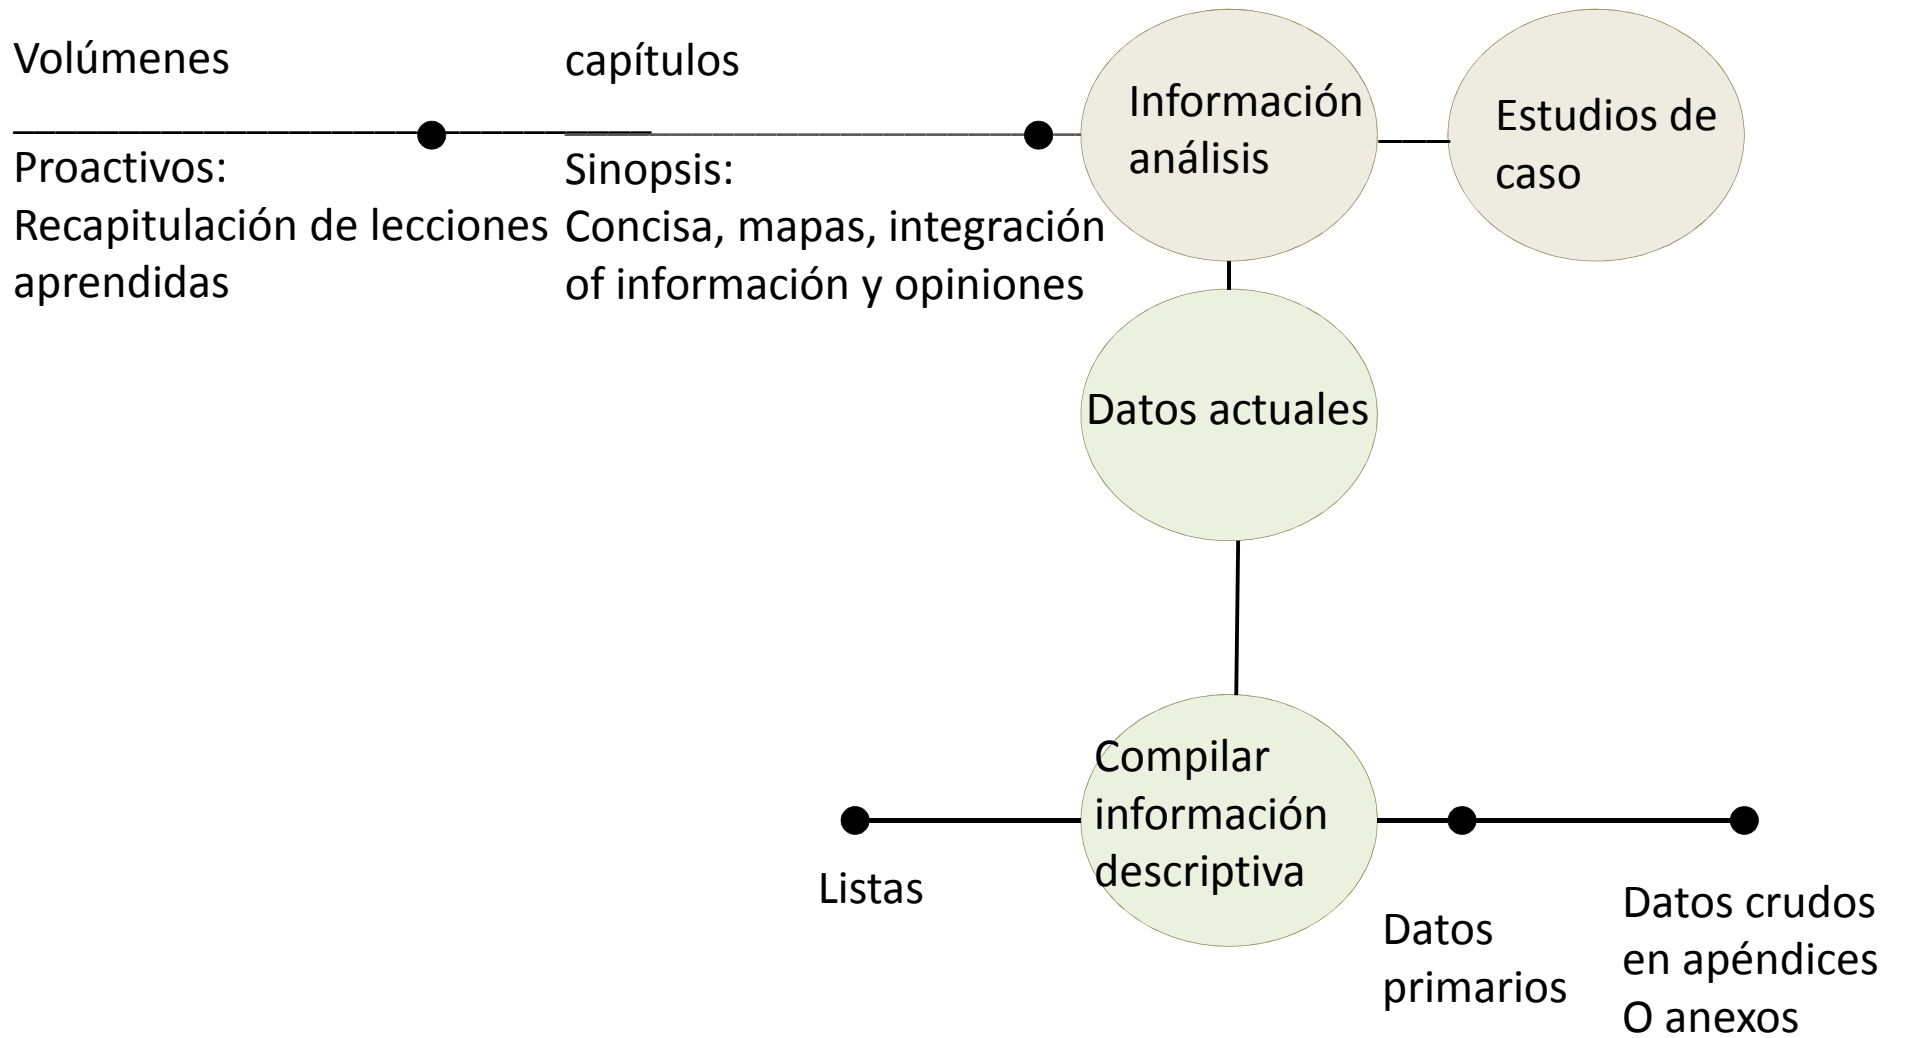 Volúmenes
Proactivos:
Recapitulación de lecciones
aprendidas
capítulos
Sinopsis:
Concisa, mapas, integración
of información y opiniones
Información
análisis
Estudios de
caso
Datos actuales
Compilar
información
descriptiva
Listas
Datos
primarios
Datos crudos
en apéndices
O anexos